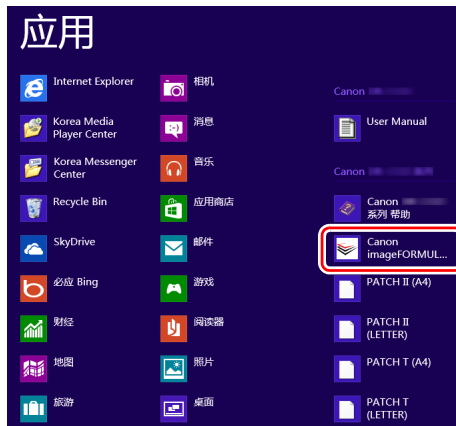 应用
Internet Explorer
Korea Media
Player Center
Korea Messenger
Center
Recycle Bin
SkyDrive
必应 Bing
财经
地图
旅游
相机
消息
音乐
应用商店
邮件
游戏
阅读器
照片
桌面
Canon
User Manual
Canon
Canon
系列 帮助
Canon
imageFORMUL...
PATCH II (A4)
PATCH II
(LETTER)
PATCH T (A4)
PATCH T
(LETTER)